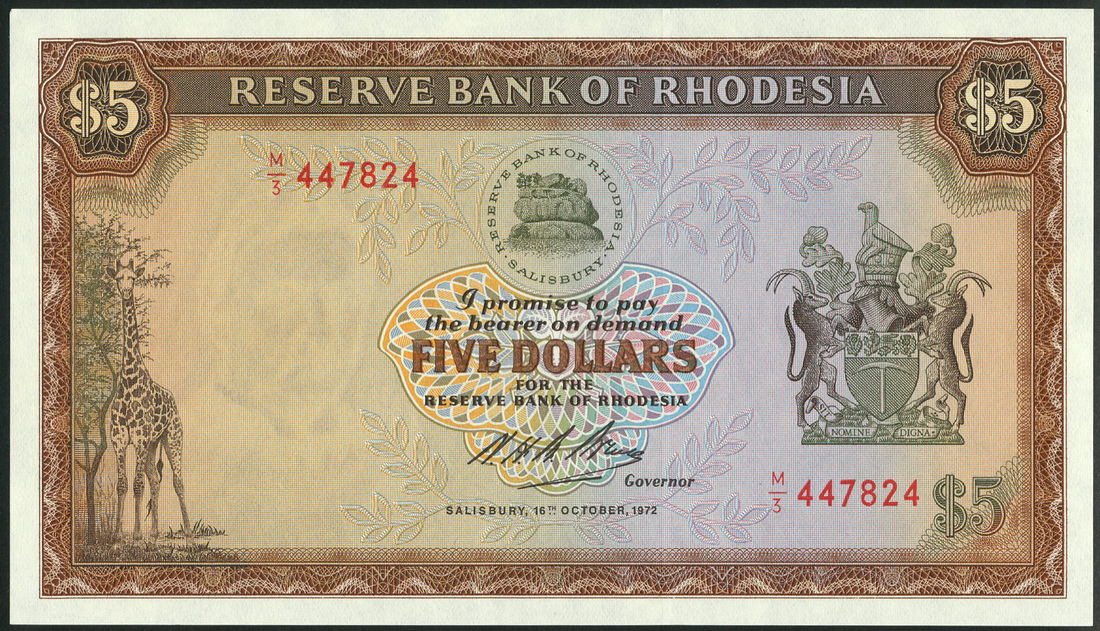 $5
RESERVE BANK OF RHODESIA
$5
M/3 447824
RESERVE BANK OF RHODESIA
· SALISBURY ·
I promise to pay
the bearer on demand
FIVE DOLLARS
FOR THE
RESERVE BANK OF RHODESIA
SIT NOMINE DIGNA
Governor
M/3 447824
$5
SALISBURY, 16TH OCTOBER, 1972